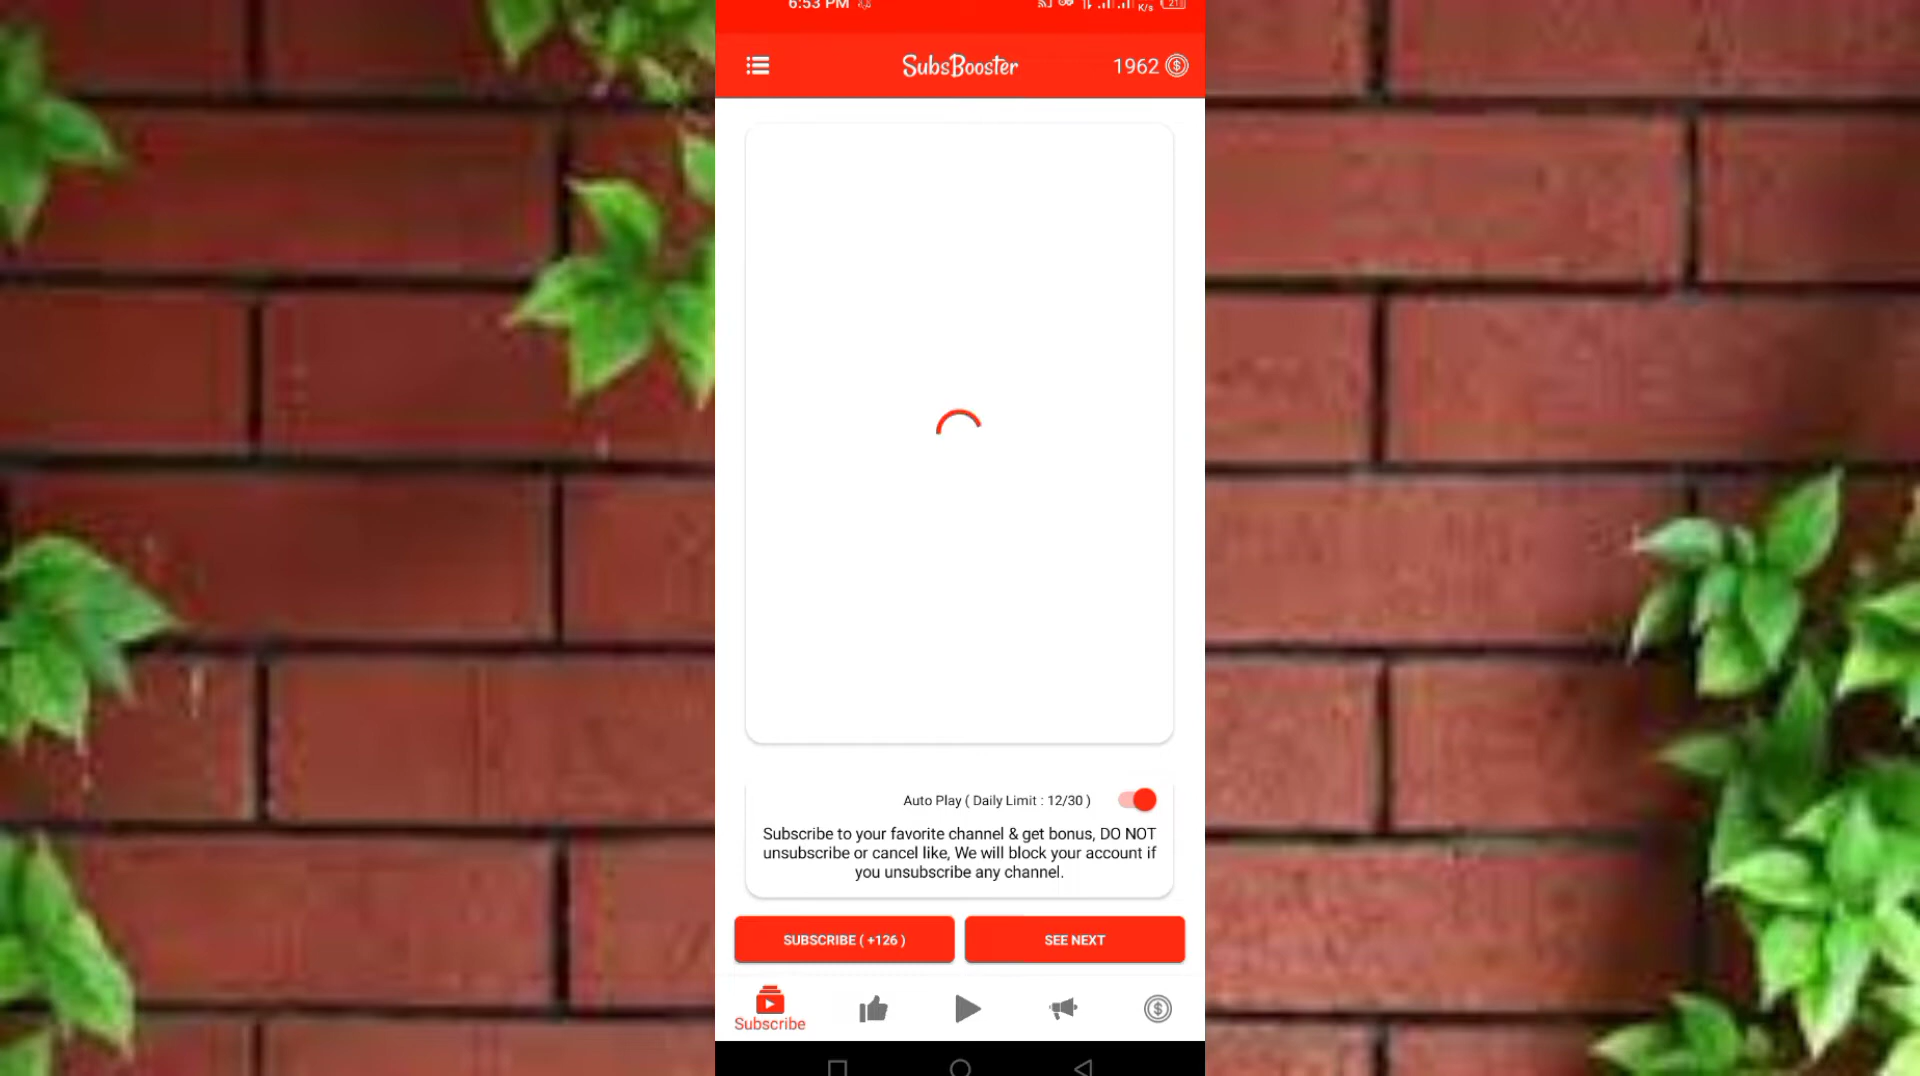 6:53 PM
K/s
21
SubsBooster
1962
Auto Play ( Daily Limit : 12/30 )
Subscribe to your favorite channel & get bonus, DO NOT
unsubscribe or cancel like, We will block your account if
you unsubscribe any channel.
SUBSCRIBE ( +126 )
SEE NEXT
Subscribe